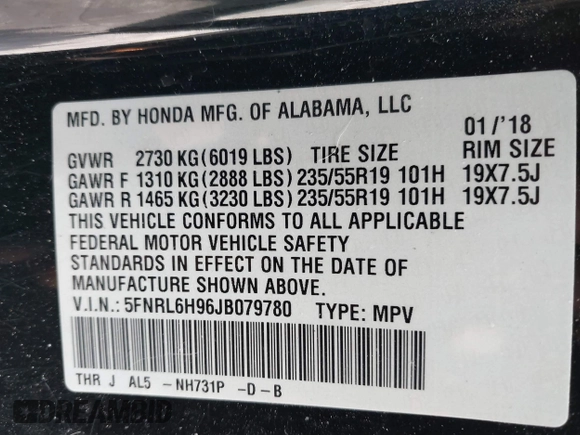 MFD. BY HONDA MFG. OF ALABAMA, LLC
01/'18
GVWR 2730 KG(6019 LBS) TIRE SIZE RIM SIZE
GAWR F 1310 KG(2888 LBS)235/55R19 101H 19X7.5J
GAWR R 1465 KG(3230 LBS)235/55R19 101H 19X7.5J
THIS VEHICLE CONFORMS TO ALL APPLICABLE
FEDERAL MOTOR VEHICLE SAFETY
STANDARDS IN EFFECT ON THE DATE OF
MANUFACTURE SHOWN ABOVE.
V.I.N.: 5FNRL6H96JB079780 TYPE: MPV
THR J AL5 - NH731P -D-B
DREAMBID